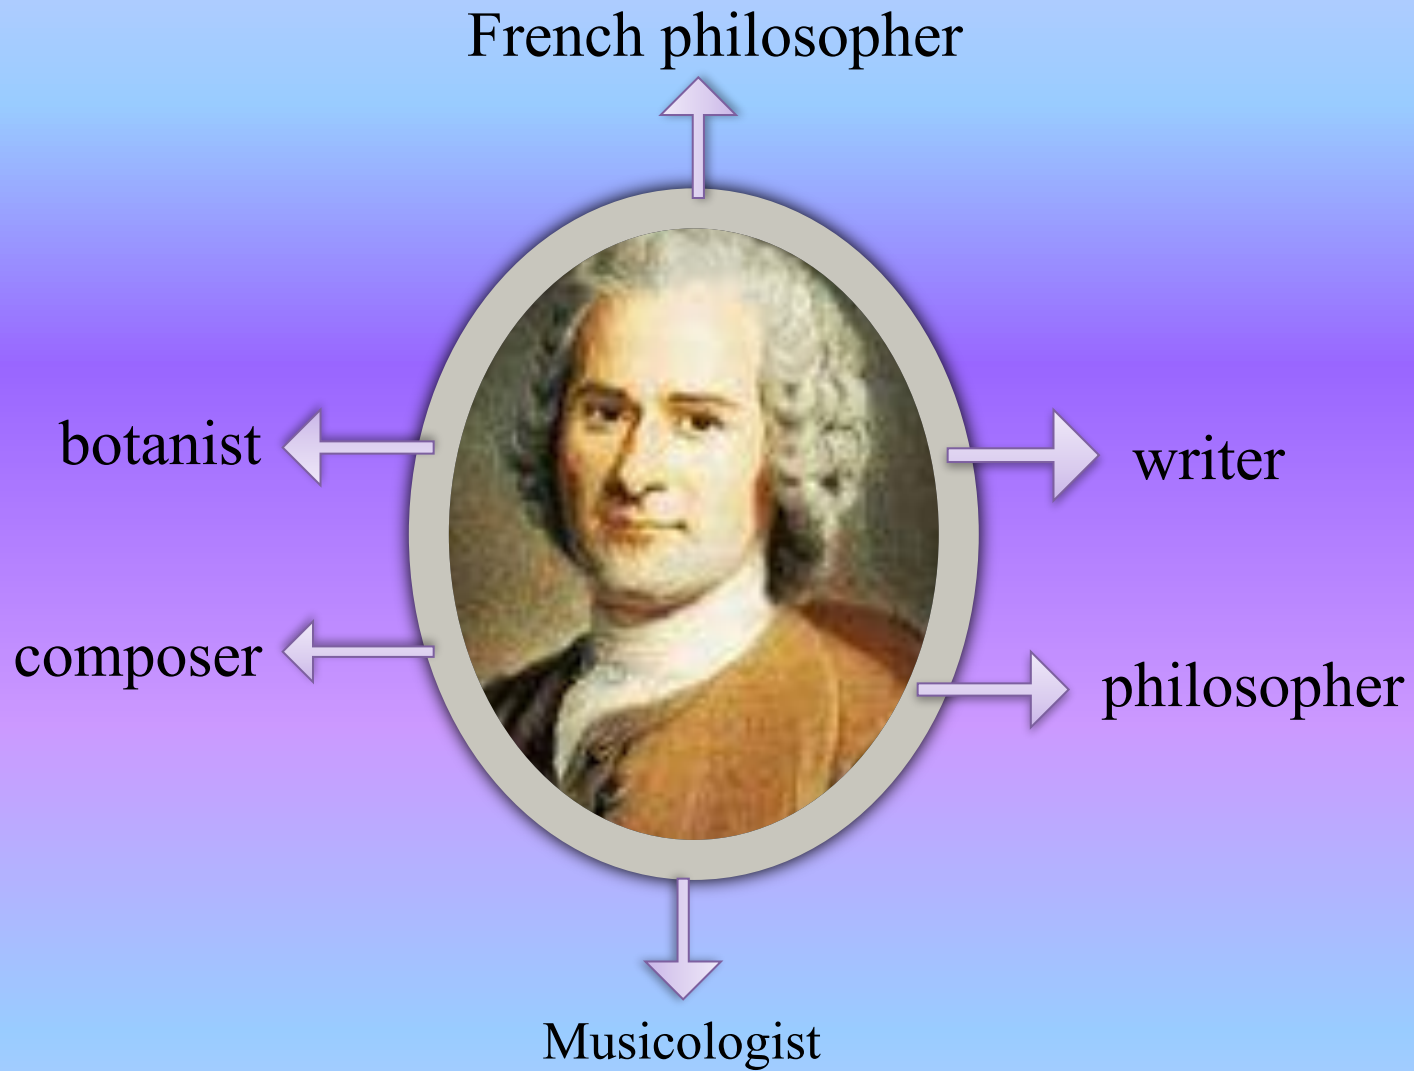 French philosopher
botanist
writer
composer
philosopher
Musicologist